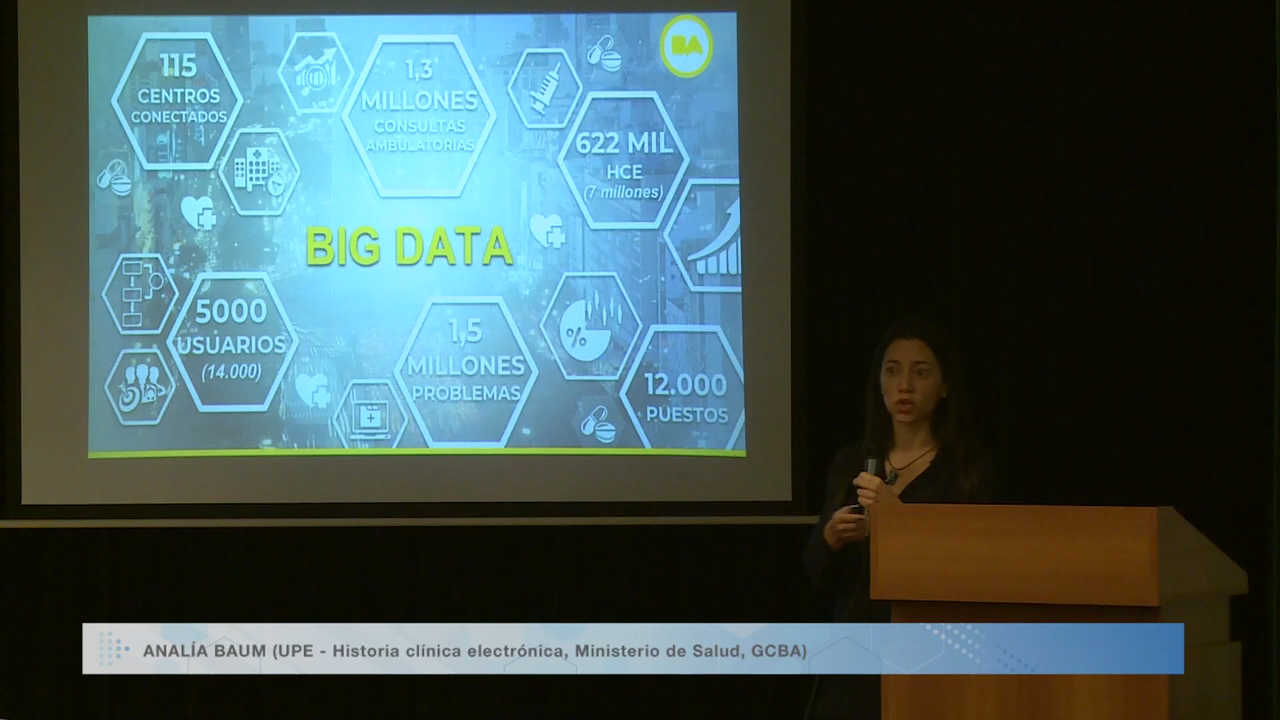 115
CENTROS
CONECTADOS
1,3
MILLONES
CONSULTAS
AMBULATORIAS
BA
622 MIL
HCE
(7 millones)
BIG DATA
5000
USUARIOS
(14.000)
1,5
MILLONES
PROBLEMAS
%
12.000
PUESTOS
ANALÍA BAUM (UPE - Historia clínica electrónica, Ministerio de Salud, GCBA)